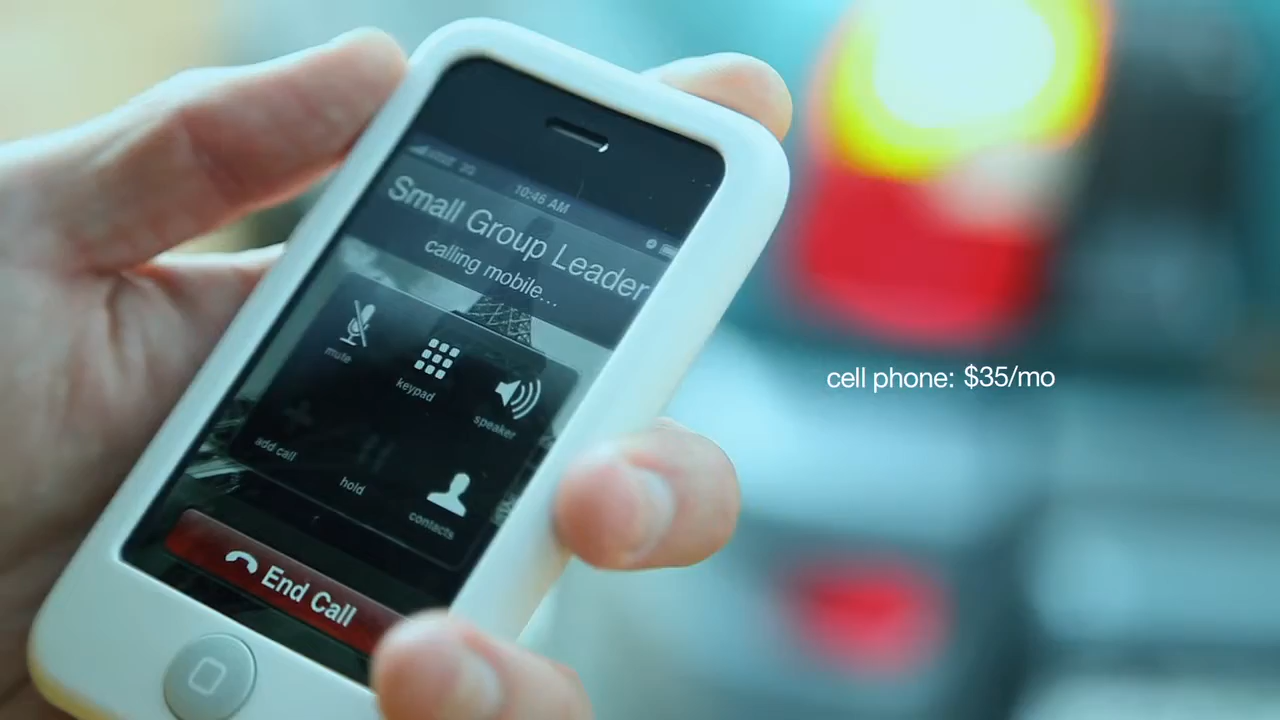 10:46 AM
Small Group Leader
calling mobile...
mute
keypad
speaker
add call
hold
contacts
End Call
cell phone: $35/mo